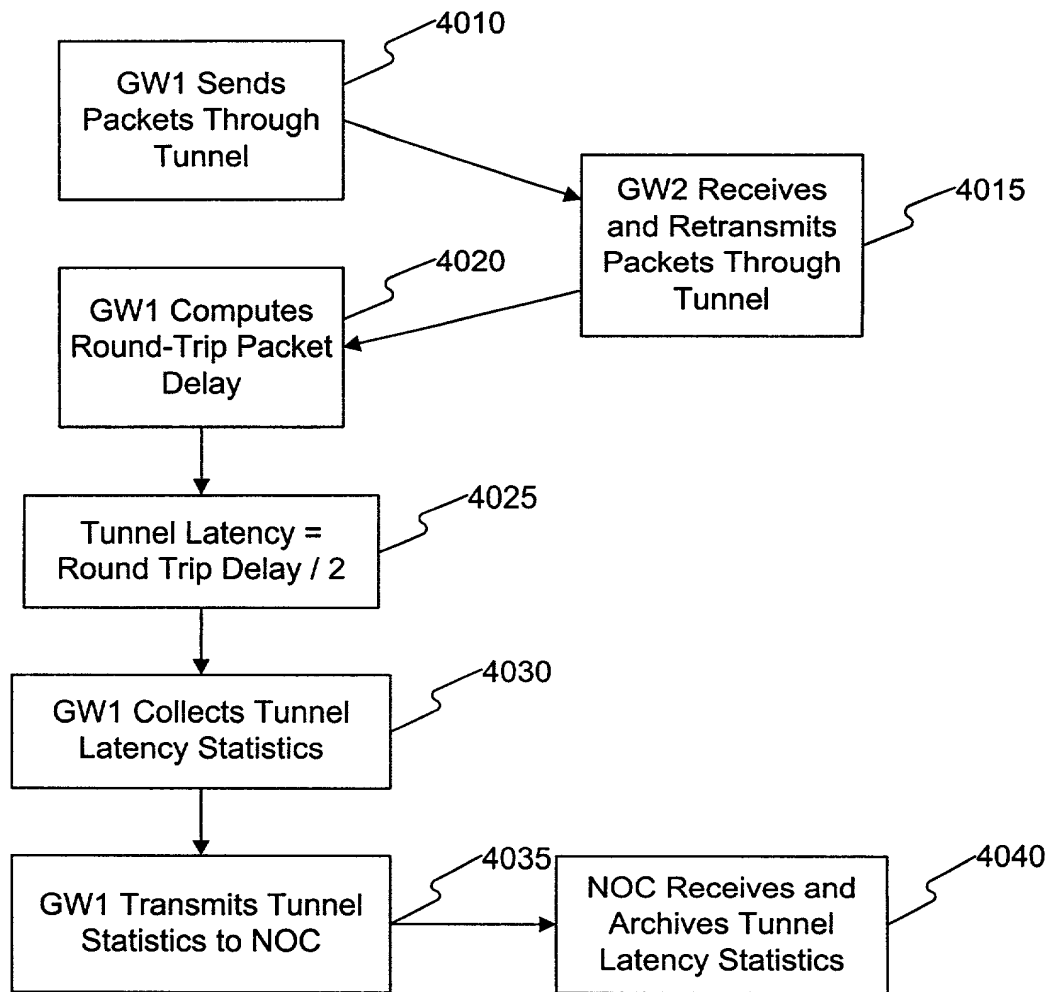 4010
GW1 Sends
Packets Through
Tunnel
4015
GW2 Receives
and Retransmits
Packets Through
Tunnel
4020
GW1 Computes
Round-Trip Packet
Delay
4025
Tunnel Latency =
Round Trip Delay / 2
4030
GW1 Collects Tunnel
Latency Statistics
4035
GW1 Transmits Tunnel
Statistics to NOC
4040
NOC Receives and
Archives Tunnel
Latency Statistics